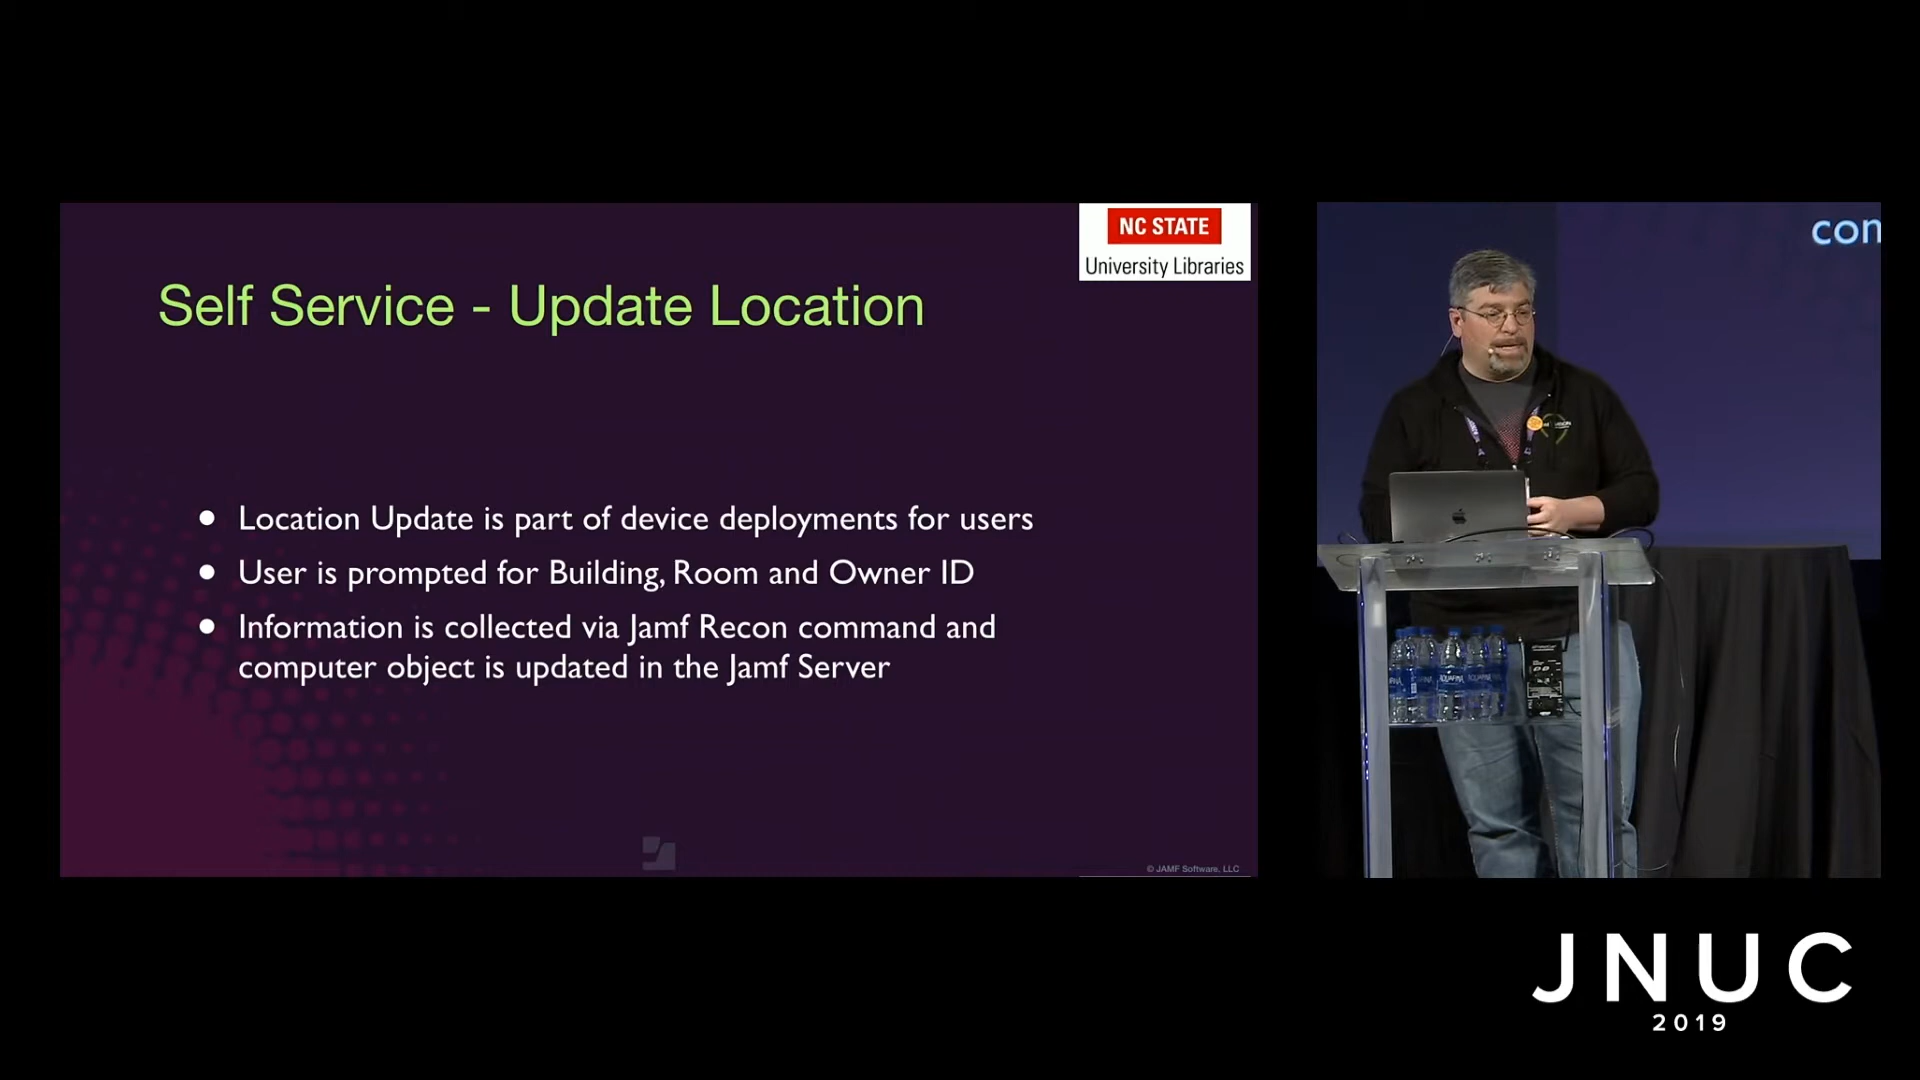 NC STATE
University Libraries
Self Service - Update Location
Location Update is part of device deployments for users
User is prompted for Building, Room and Owner ID
Information is collected via Jamf Recon command and
computer object is updated in the Jamf Server
© JAMF Software, LLC
con
AQUAFINA
JNUC
2019